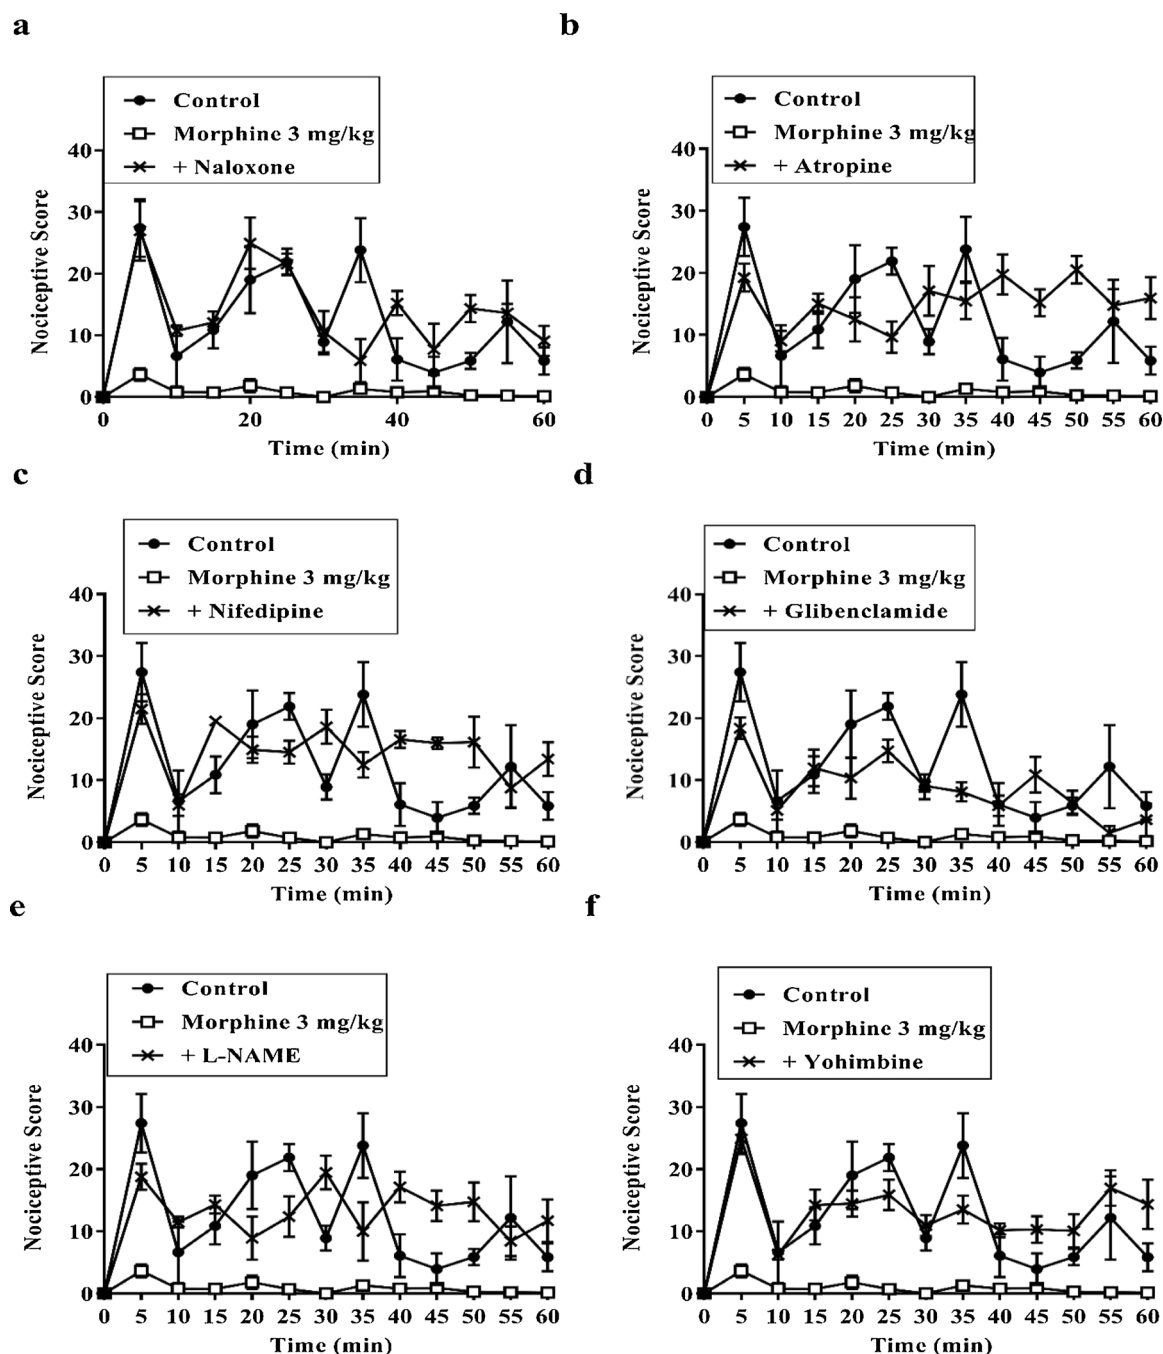 a
b
Control
Morphine 3 mg/kg
+ Naloxone
40
30
20
10
0
Nociceptive Score
0 20 40 60
Time (min)
Control
Morphine 3 mg/kg
+ Atropine
40
30
20
10
0
Nociceptive Score
0 5 10 15 20 25 30 35 40 45 50 55 60
Time (min)
c
d
Control
Morphine 3 mg/kg
+ Nifedipine
40
30
20
10
0
Nociceptive Score
0 5 10 15 20 25 30 35 40 45 50 55 60
Time (min)
Control
Morphine 3 mg/kg
+ Glibenclamide
40
30
20
10
0
Nociceptive Score
0 5 10 15 20 25 30 35 40 45 50 55 60
Time (min)
e
f
Control
Morphine 3 mg/kg
+ L-NAME
40
30
20
10
0
Nociceptive Score
0 5 10 15 20 25 30 35 40 45 50 55 60
Time (min)
Control
Morphine 3 mg/kg
+ Yohimbine
40
30
20
10
0
Nociceptive Score
0 5 10 15 20 25 30 35 40 45 50 55 60
Time (min)